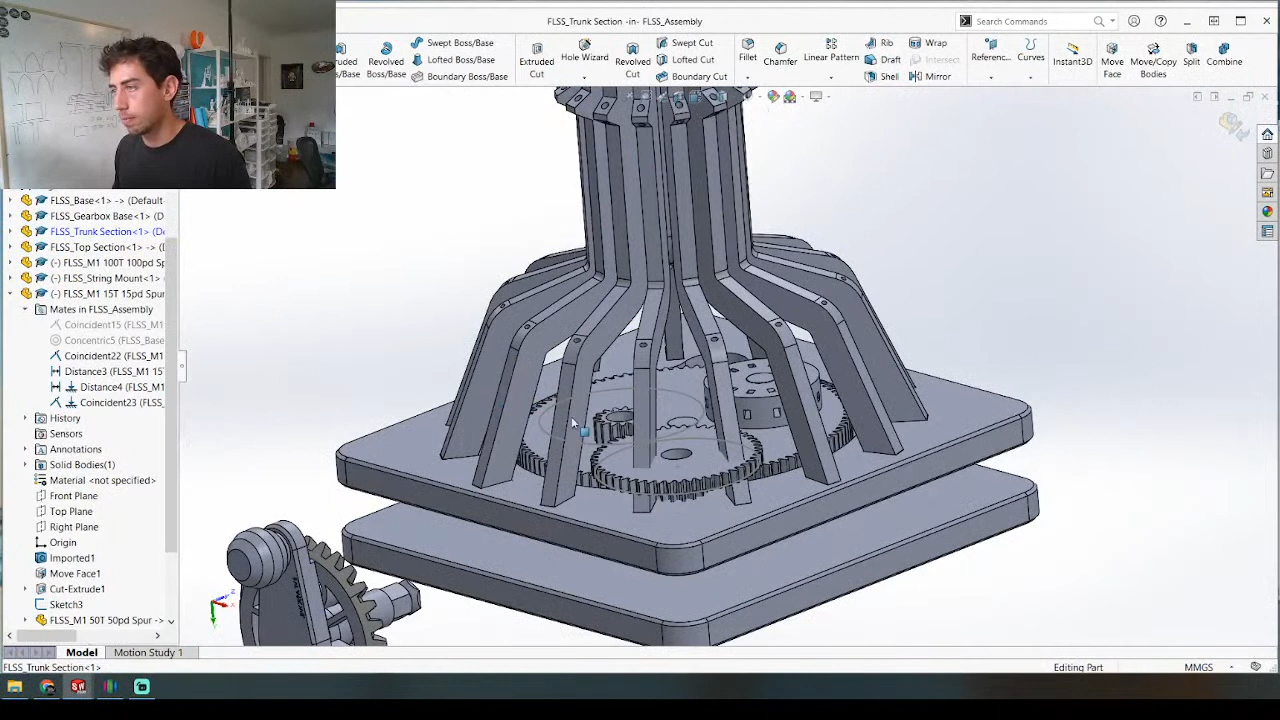 FLSS_Trunk Section -in- FLSS_Assembly
Search Commands
Revolved
Boss/Base
Swept Boss/Base
Lofted Boss/Base
Boundary Boss/Base
Extruded
Cut
Hole Wizard
Revolved
Cut
Swept Cut
Lofted Cut
Boundary Cut
Fillet
Chamfer
Linear Pattern
Rib
Draft
Shell
Wrap
Intersect
Mirror
Referenc...
Curves
Instant3D
Move
Face
Move/Copy
Bodies
Split
Combine
FLSS_Base<1> -> (Default
FLSS_Gearbox Base<1> (D
FLSS_Trunk Section<1> (De
FLSS_Top Section<1> -> (D
(-) FLSS_M1 100T 100pd Sp
(-) FLSS_String Mount<1> (
(-) FLSS_M1 15T 15pd Spur
Mates in FLSS_Assembly
Coincident15 (FLSS_M1
Concentric5 (FLSS_Base
Coincident22 (FLSS_M1
Distance3 (FLSS_M1 15T
Distance4 (FLSS_M1
Coincident23 (FLSS_
History
Sensors
Annotations
Solid Bodies(1)
Material <not specified>
Front Plane
Top Plane
Right Plane
Origin
Imported1
Move Face1
Cut-Extrude1
Sketch3
FLSS_M1 50T 50pd Spur ->
Model
Motion Study 1
FLSS_Trunk Section<1>
Editing Part
MMGS